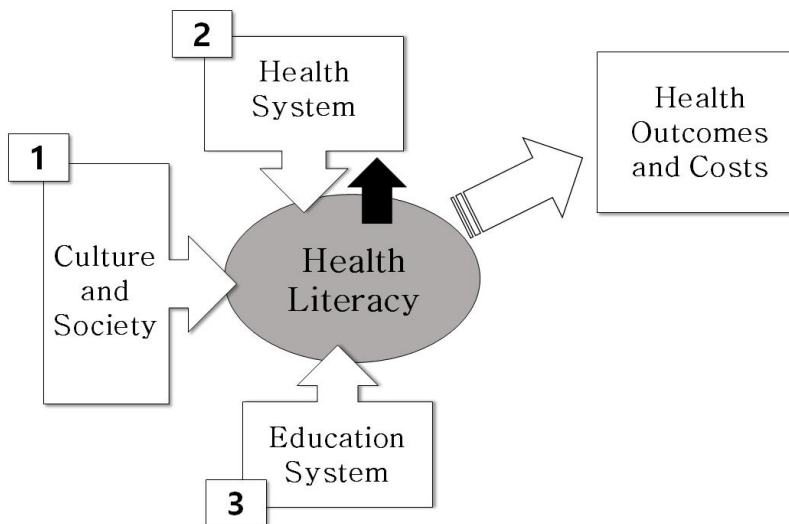 2
Health
System
Health
Outcomes
and Costs
1
Culture
and
Society
Health
Literacy
Education
System
3